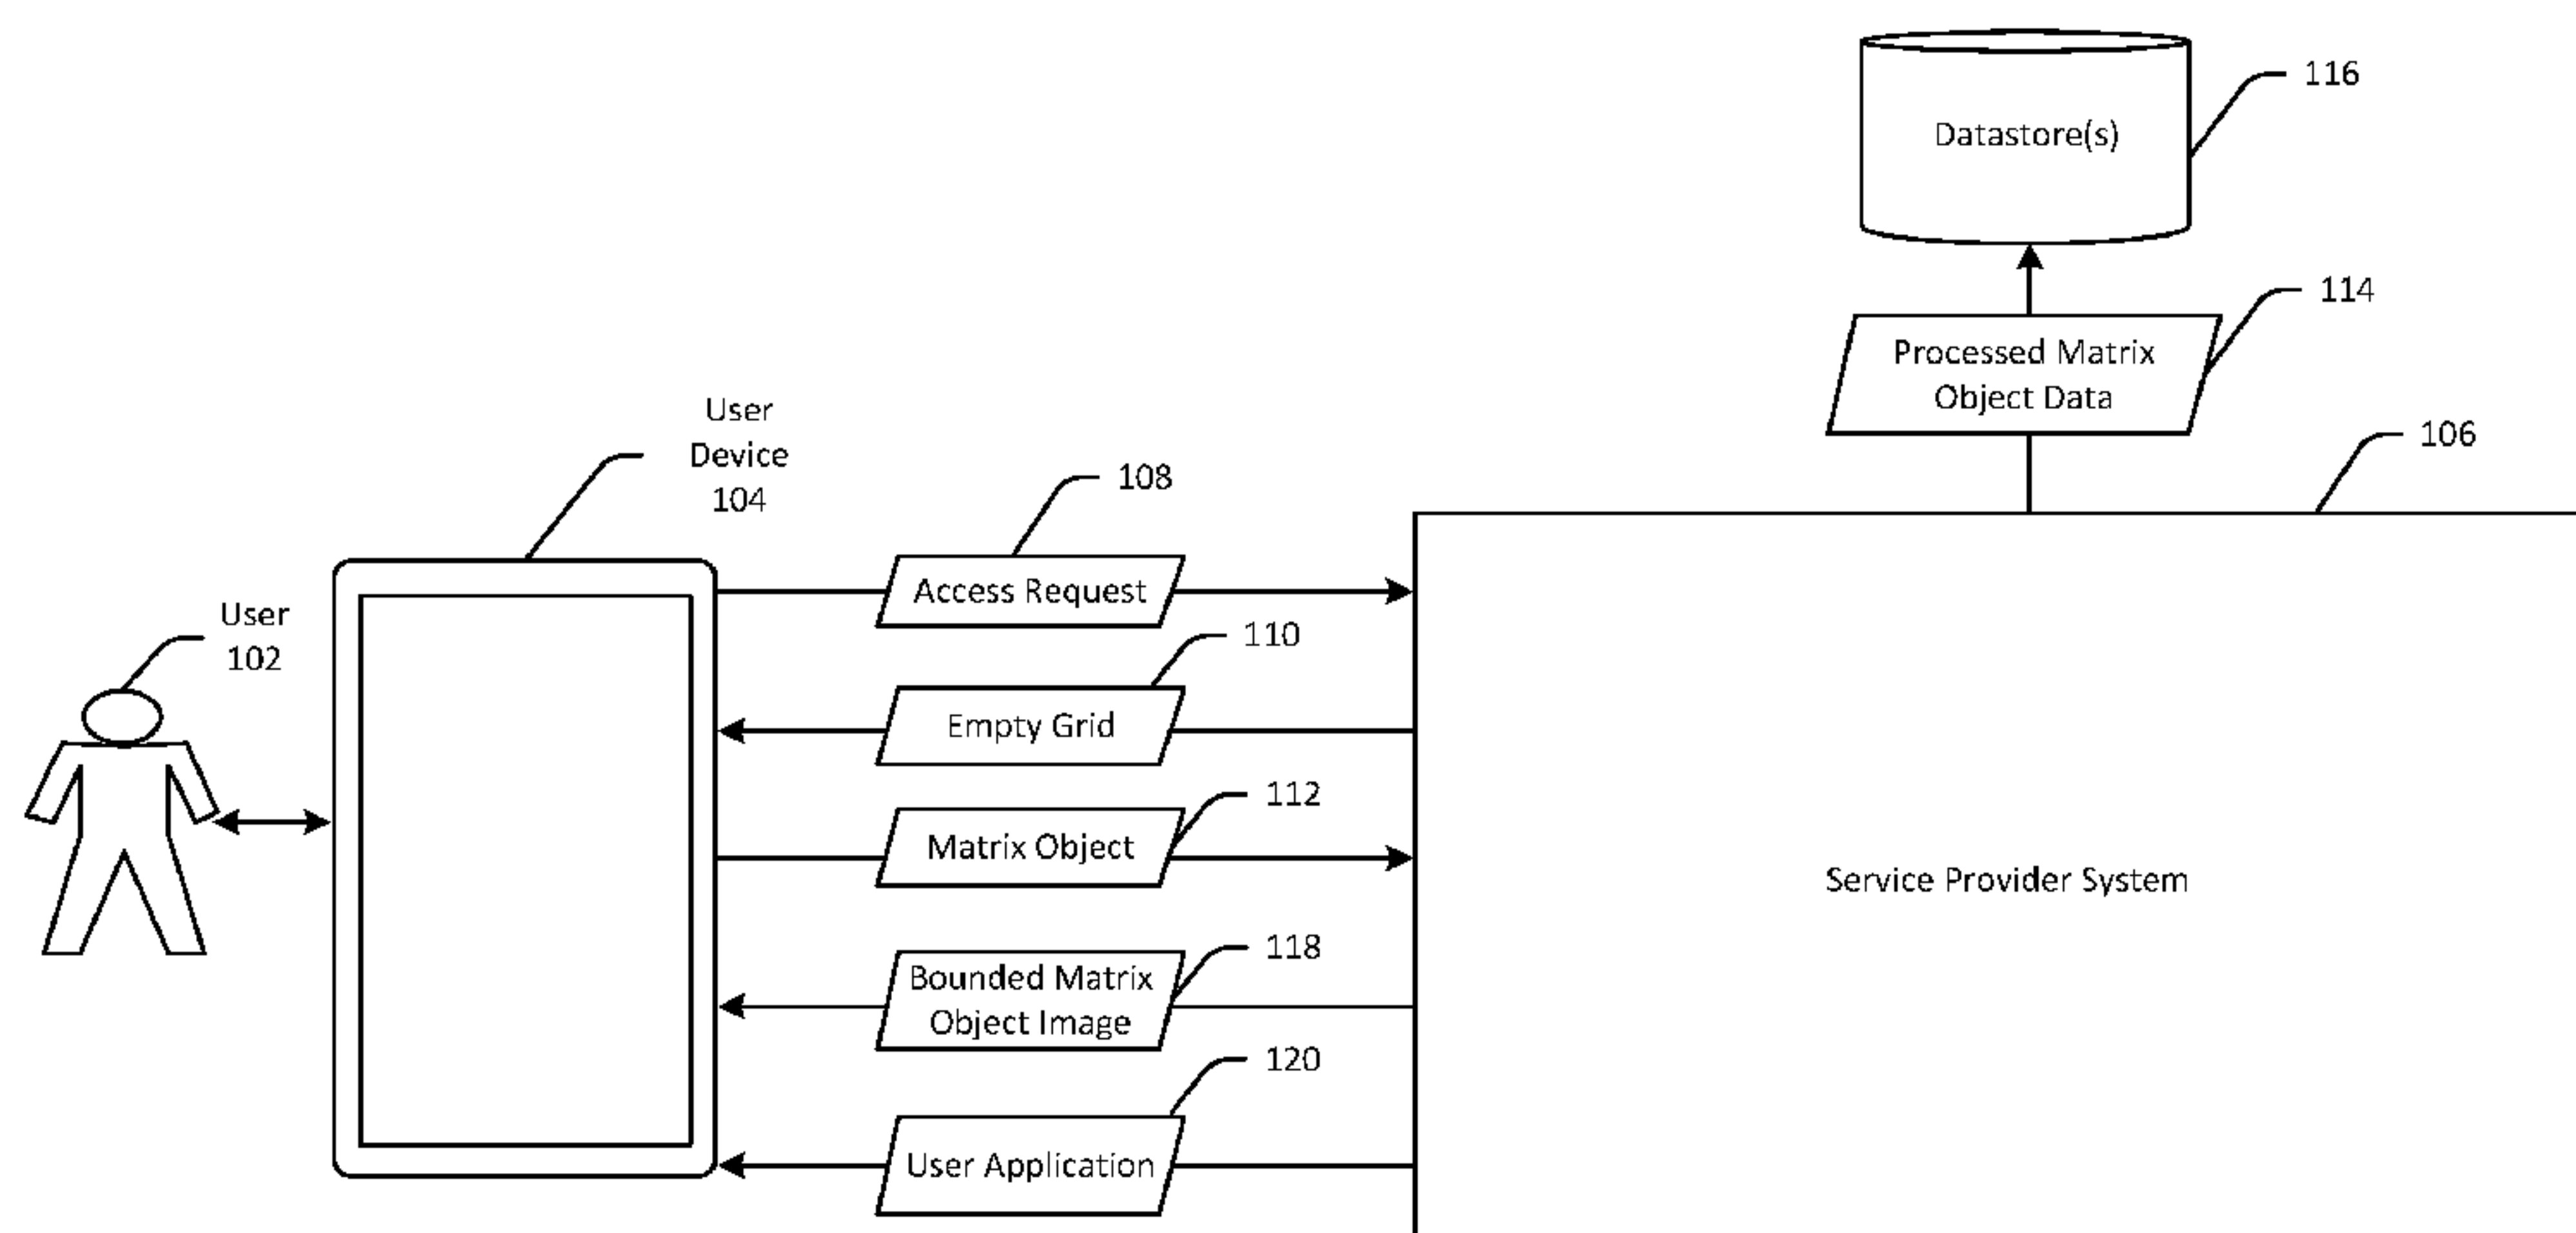 116
Datastore(s)
114
Processed Matrix
Object Data
106
User
Device
104
108
Access Request
User
102
110
Empty Grid
112
Matrix Object
Service Provider System
118
Bounded Matrix
Object Image
120
User Application